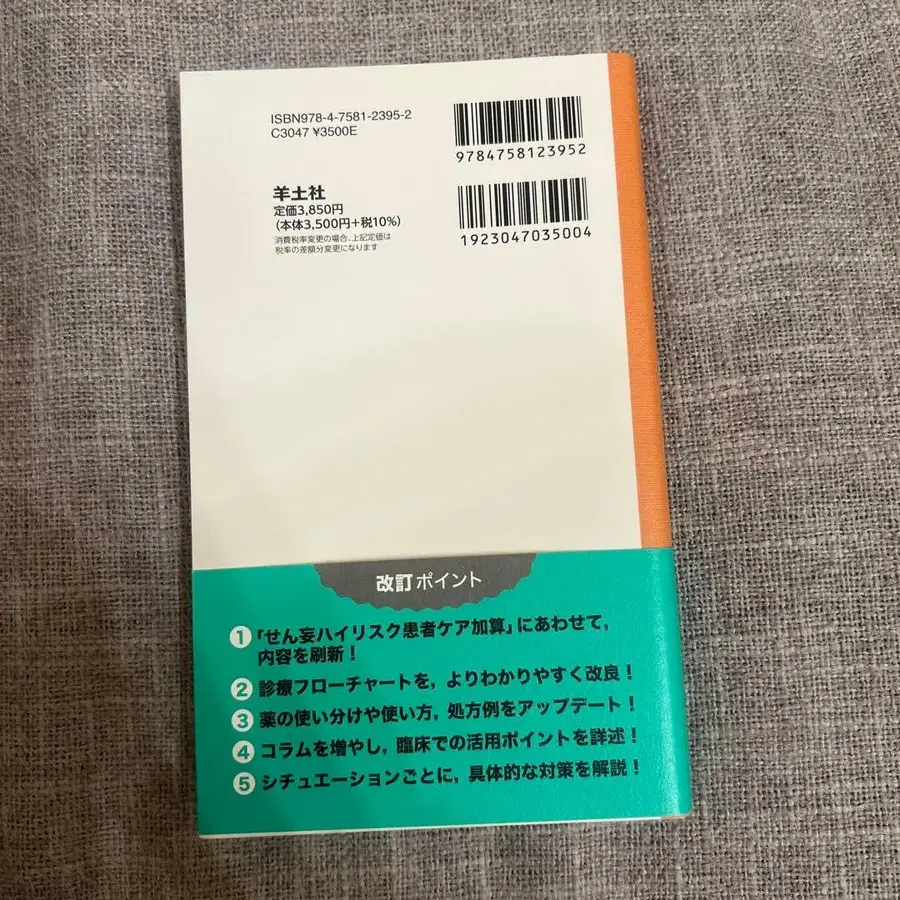 ISBN978-4-7581-2395-2
C3047 ¥3500E
9784758123952
羊土社
定価3,850円
(本体3,500円+税10%)
消費税率変更の場合、上記定価は
税率の差額分変更になります
1923047035004
改訂ポイント
1 「せん妄ハイリスク患者ケア加算」にあわせて,
内容を刷新!
2 診療フローチャートを, よりわかりやすく改良!
3 薬の使い分けや使い方, 処方例をアップデート!
4 コラムを増やし, 臨床での活用ポイントを詳述!
5 シチュエーションごとに, 具体的な対策を解説!